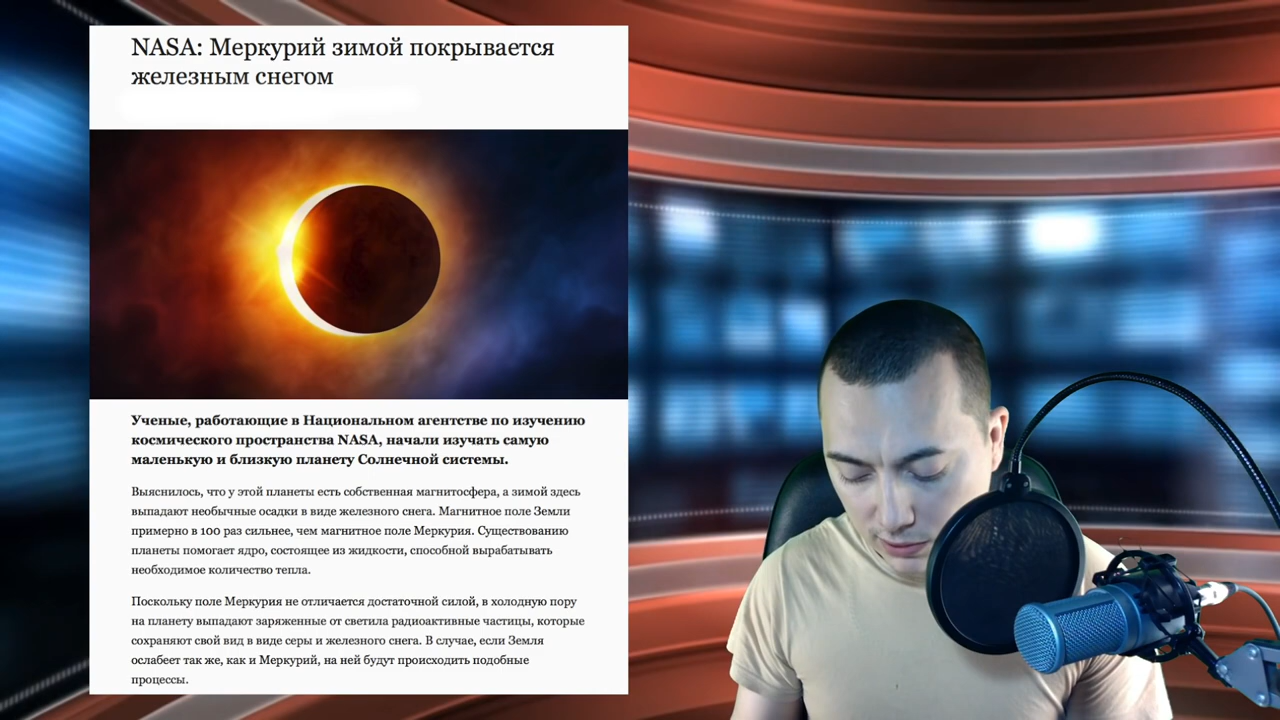 NASA: Меркурий зимой покрывается
железным снегом
Ученые, работающие в Национальном агентстве по изучению
космического пространства NASA, начали изучать самую
маленькую и близкую планету Солнечной системы.
Выяснилось, что у этой планеты есть собственная магнитосфера, а зимой здесь
выпадают необычные осадки в виде железного снега. Магнитное поле Земли
примерно в 100 раз сильнее, чем магнитное поле Меркурия. Существованию
планеты помогает ядро, состоящее из жидкости, способной вырабатывать
необходимое количество тепла.
Поскольку поле Меркурия не отличается достаточной силой, в холодную пору
на планету выпадают заряженные от светила радиоактивные частицы, которые
сохраняют свой вид в виде серы и железного снега. В случае, если Земля
ослабеет так же, как и Меркурий, на ней будут происходить подобные
процессы.